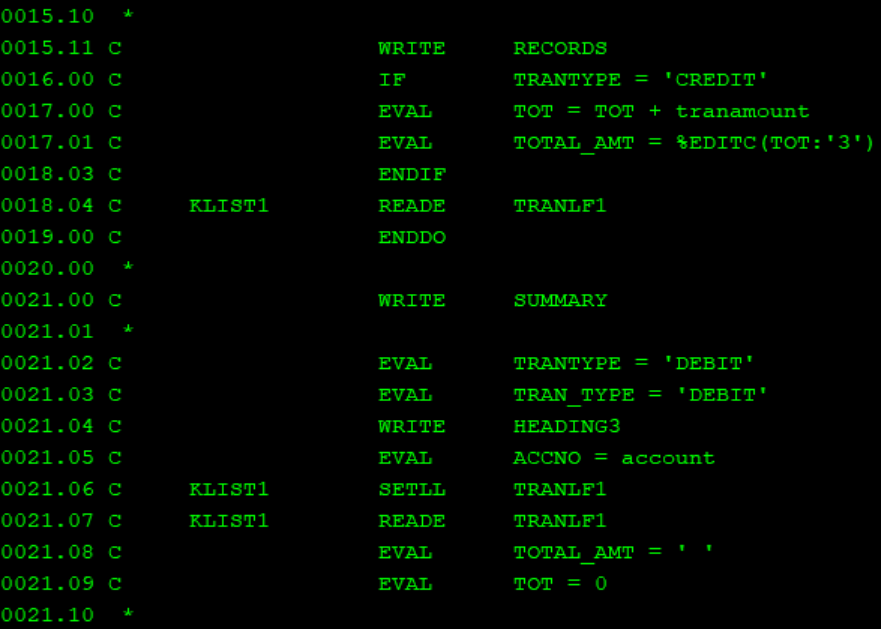 0015.10  *
0015.11 C                   WRITE     RECORDS
0016.00 C                   IF        TRANTYPE = 'CREDIT'
0017.00 C                   EVAL      TOT = TOT + tranamount
0017.01 C                   EVAL      TOTAL_AMT = %EDITC(TOT:'3')
0018.03 C                   ENDIF
0018.04 C     KLIST1        READE     TRANLF1
0019.00 C                   ENDDO
0020.00  *
0021.00 C                   WRITE     SUMMARY
0021.01  *
0021.02 C                   EVAL      TRANTYPE = 'DEBIT'
0021.03 C                   EVAL      TRAN_TYPE = 'DEBIT'
0021.04 C                   WRITE     HEADING3
0021.05 C                   EVAL      ACCNO = account
0021.06 C     KLIST1        SETLL     TRANLF1
0021.07 C     KLIST1        READE     TRANLF1
0021.08 C                   EVAL      TOTAL_AMT = ' '
0021.09 C                   EVAL      TOT = 0
0021.10  *